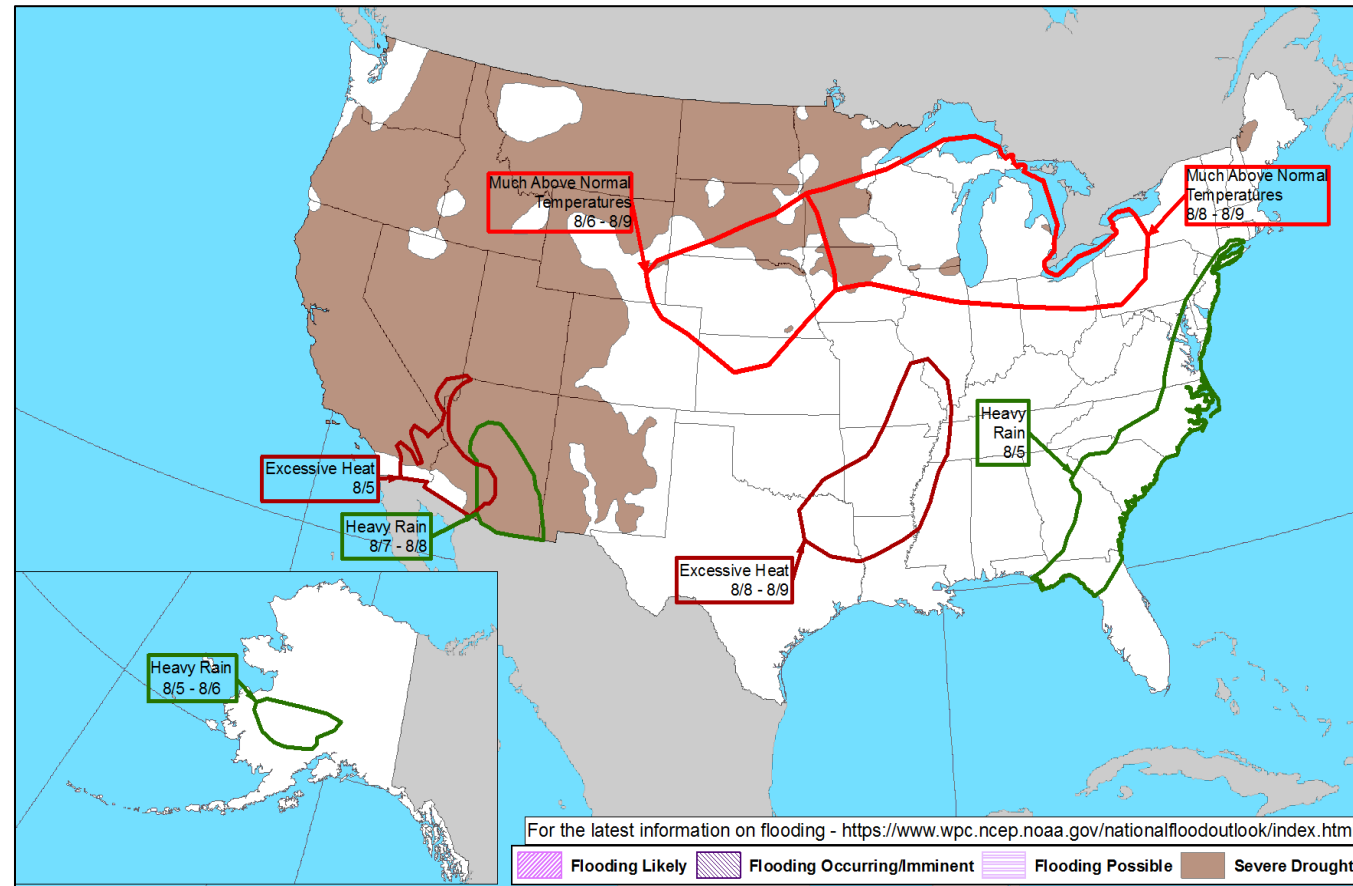 Much Above Normal
Temperatures
8/6 - 8/9
Much Above Normal
Temperatures
8/8 - 8/9
Heavy
Rain
8/5
Excessive Heat
8/5
Heavy Rain
8/7 - 8/8
Excessive Heat
8/8 - 8/9
Heavy Rain
8/5 - 8/6
For the latest information on flooding - https://www.wpc.ncep.noaa.gov/nationalfloodoutlook/index.htm
Flooding Likely Flooding Occurring/Imminent Flooding Possible Severe Drought